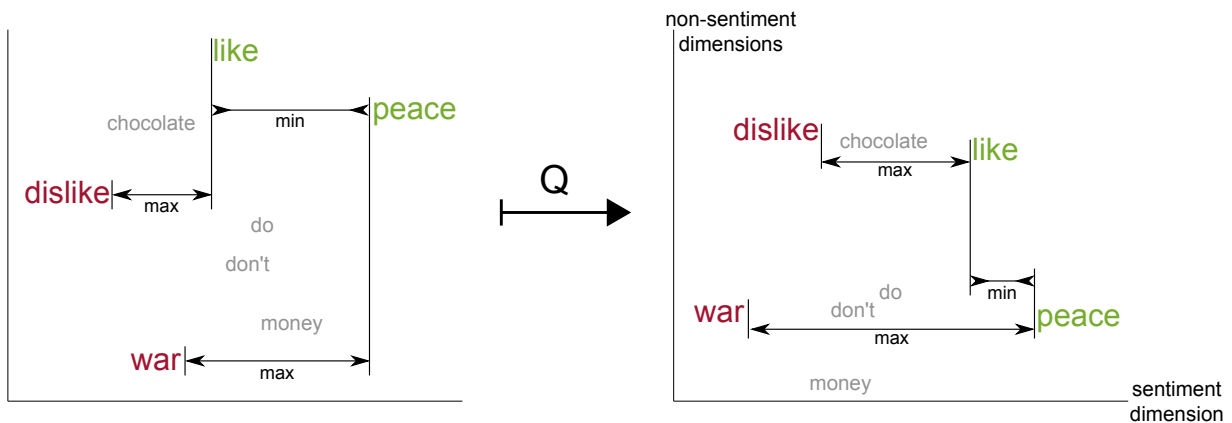 like
chocolate
min
peace
dislike
max
do
don't
money
war
max
Q
non-sentiment
dimensions
dislike
chocolate
like
max
do
don't
min
war
max
peace
money
sentiment
dimension